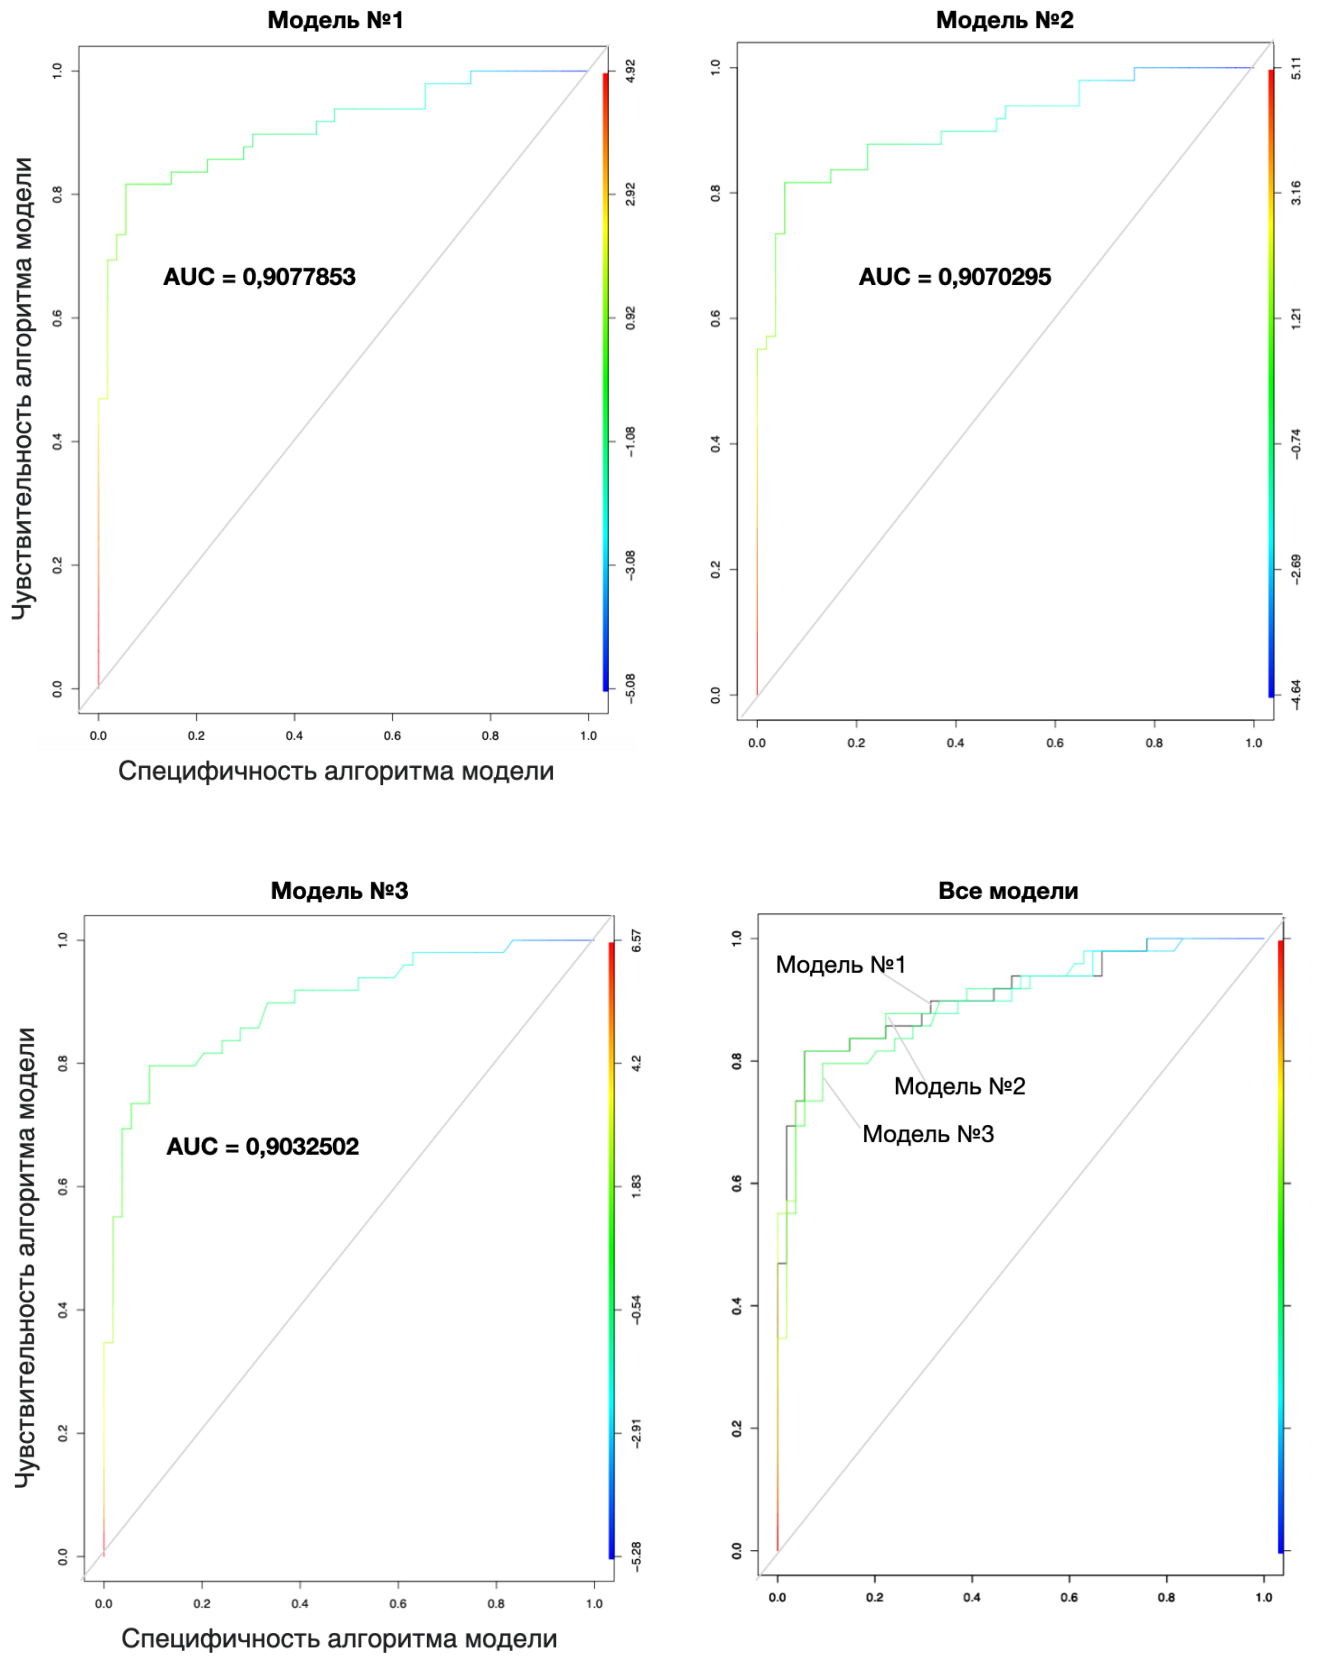 Модель №1
Чувствительность алгоритма модели
1.0
0.8
0.6
0.4
0.2
0.0
AUC = 0,9077853
4.92
2.92
0.92
−1.08
−3.08
−5.08
0.0 0.2 0.4 0.6 0.8 1.0
Специфичность алгоритма модели
Модель №2
1.0
0.8
0.6
0.4
0.2
0.0
AUC = 0,9070295
5.11
3.16
1.21
−0.74
−2.69
−4.64
0.0 0.2 0.4 0.6 0.8 1.0
Модель №3
Чувствительность алгоритма модели
1.0
0.8
0.6
0.4
0.2
0.0
AUC = 0,9032502
6.57
4.2
1.83
−0.54
−2.91
−5.28
0.0 0.2 0.4 0.6 0.8 1.0
Специфичность алгоритма модели
Все модели
1.0
0.8
0.6
0.4
0.2
0.0
Модель №1
Модель №2
Модель №3
0.0 0.2 0.4 0.6 0.8 1.0